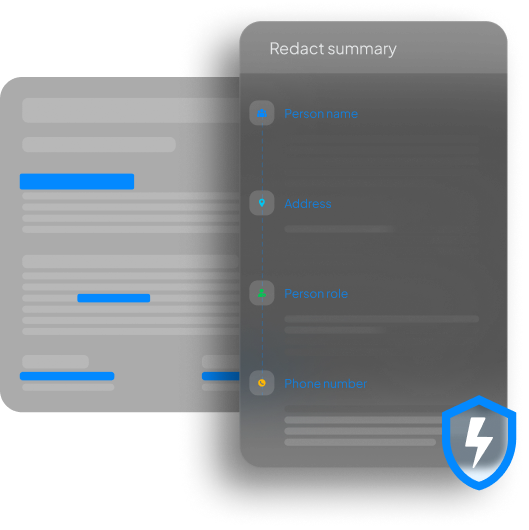 Redact summary
Person name
Address
Person role
Phone number